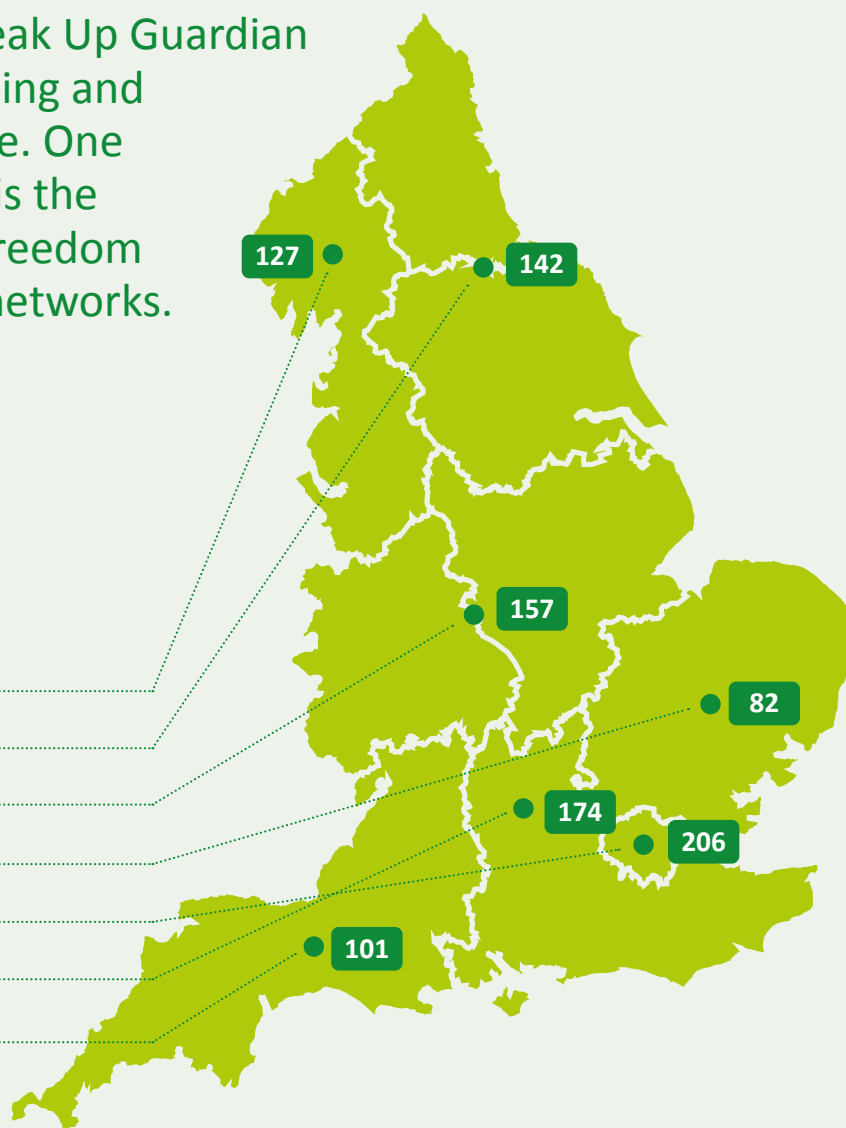 eak Up Guardian
ing and
e. One
is the
reedom
networks.
127
142
157
82
174
206
101